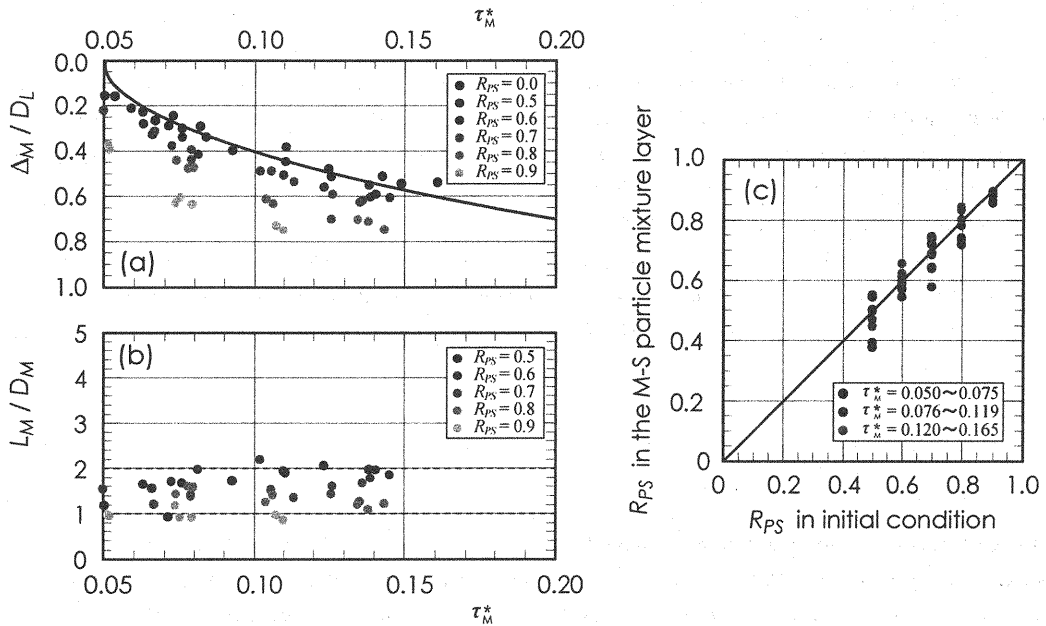 τ*M
0.05 0.10 0.15 0.20
0.0
0.2
0.4
0.6
0.8
1.0
ΔM / DL
(a)
RPS = 0.0
RPS = 0.5
RPS = 0.6
RPS = 0.7
RPS = 0.8
RPS = 0.9
5
4
3
2
1
0
LM / DM
(b)
RPS = 0.5
RPS = 0.6
RPS = 0.7
RPS = 0.8
RPS = 0.9
0.05 0.10 0.15 0.20
τ*M
RPS in the M-S particle mixture layer
1.0
0.8
0.6
0.4
0.2
0
(c)
τ*M = 0.050~0.075
τ*M = 0.076~0.119
τ*M = 0.120~0.165
0 0.2 0.4 0.6 0.8 1.0
RPS in initial condition